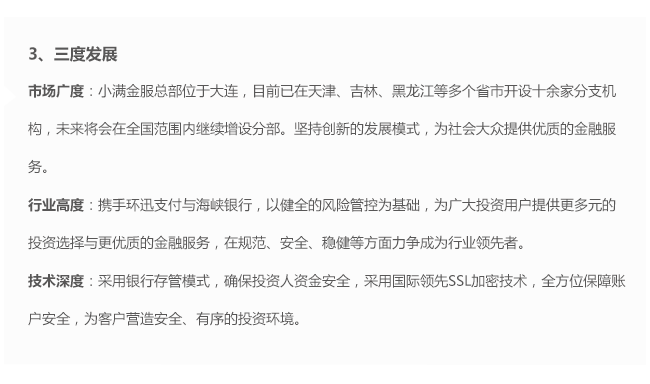 3、三度发展
市场广度：小满金服总部位于大连，目前已在天津、吉林、黑龙江等多个省市开设十余家分支机
构，未来将会在全国范围内继续增设分部。坚持创新的发展模式，为社会大众提供优质的金融服
务。
行业高度：携手环迅支付与海峡银行，以健全的风险管控为基础，为广大投资用户提供更多元的
投资选择与更优质的金融服务，在规范、安全、稳健等方面力争成为行业领先者。
技术深度：采用银行存管模式，确保投资人资金安全，采用国际领先SSL加密技术，全方位保障账
户安全，为客户营造安全、有序的投资环境。